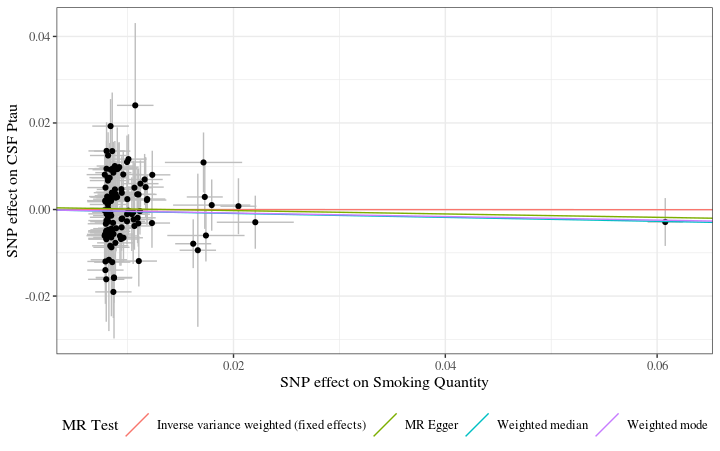 SNP effect on CSF Ptau
0.04
0.02
0.00
-0.02
0.02 0.04 0.06
SNP effect on Smoking Quantity
MR Test Inverse variance weighted (fixed effects) MR Egger Weighted median Weighted mode